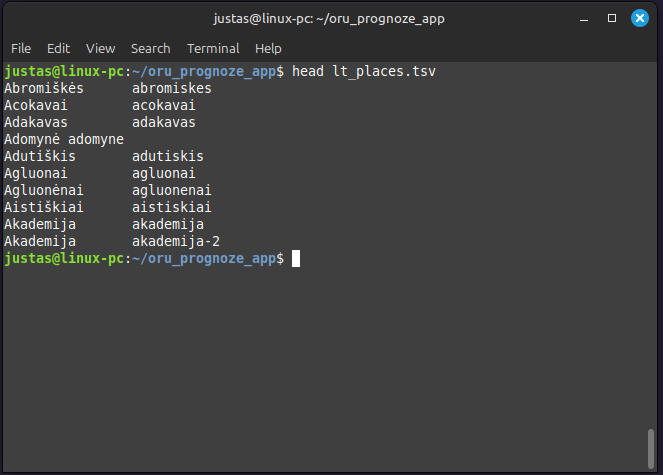 justas@linux-pc: ~/oru_prognoze_app
File Edit View Search Terminal Help
justas@linux-pc:~/oru_prognoze_app$ head lt_places.tsv
Abromiškės	abromiskes
Acokavai	acokavai
Adakavas	adakavas
Adomynė	adomyne
Adutiškis	adutiskis
Agluonai	agluonai
Agluonėnai	agluonenai
Aistiškiai	aistiskiai
Akademija	akademija
Akademija	akademija-2
justas@linux-pc:~/oru_prognoze_app$